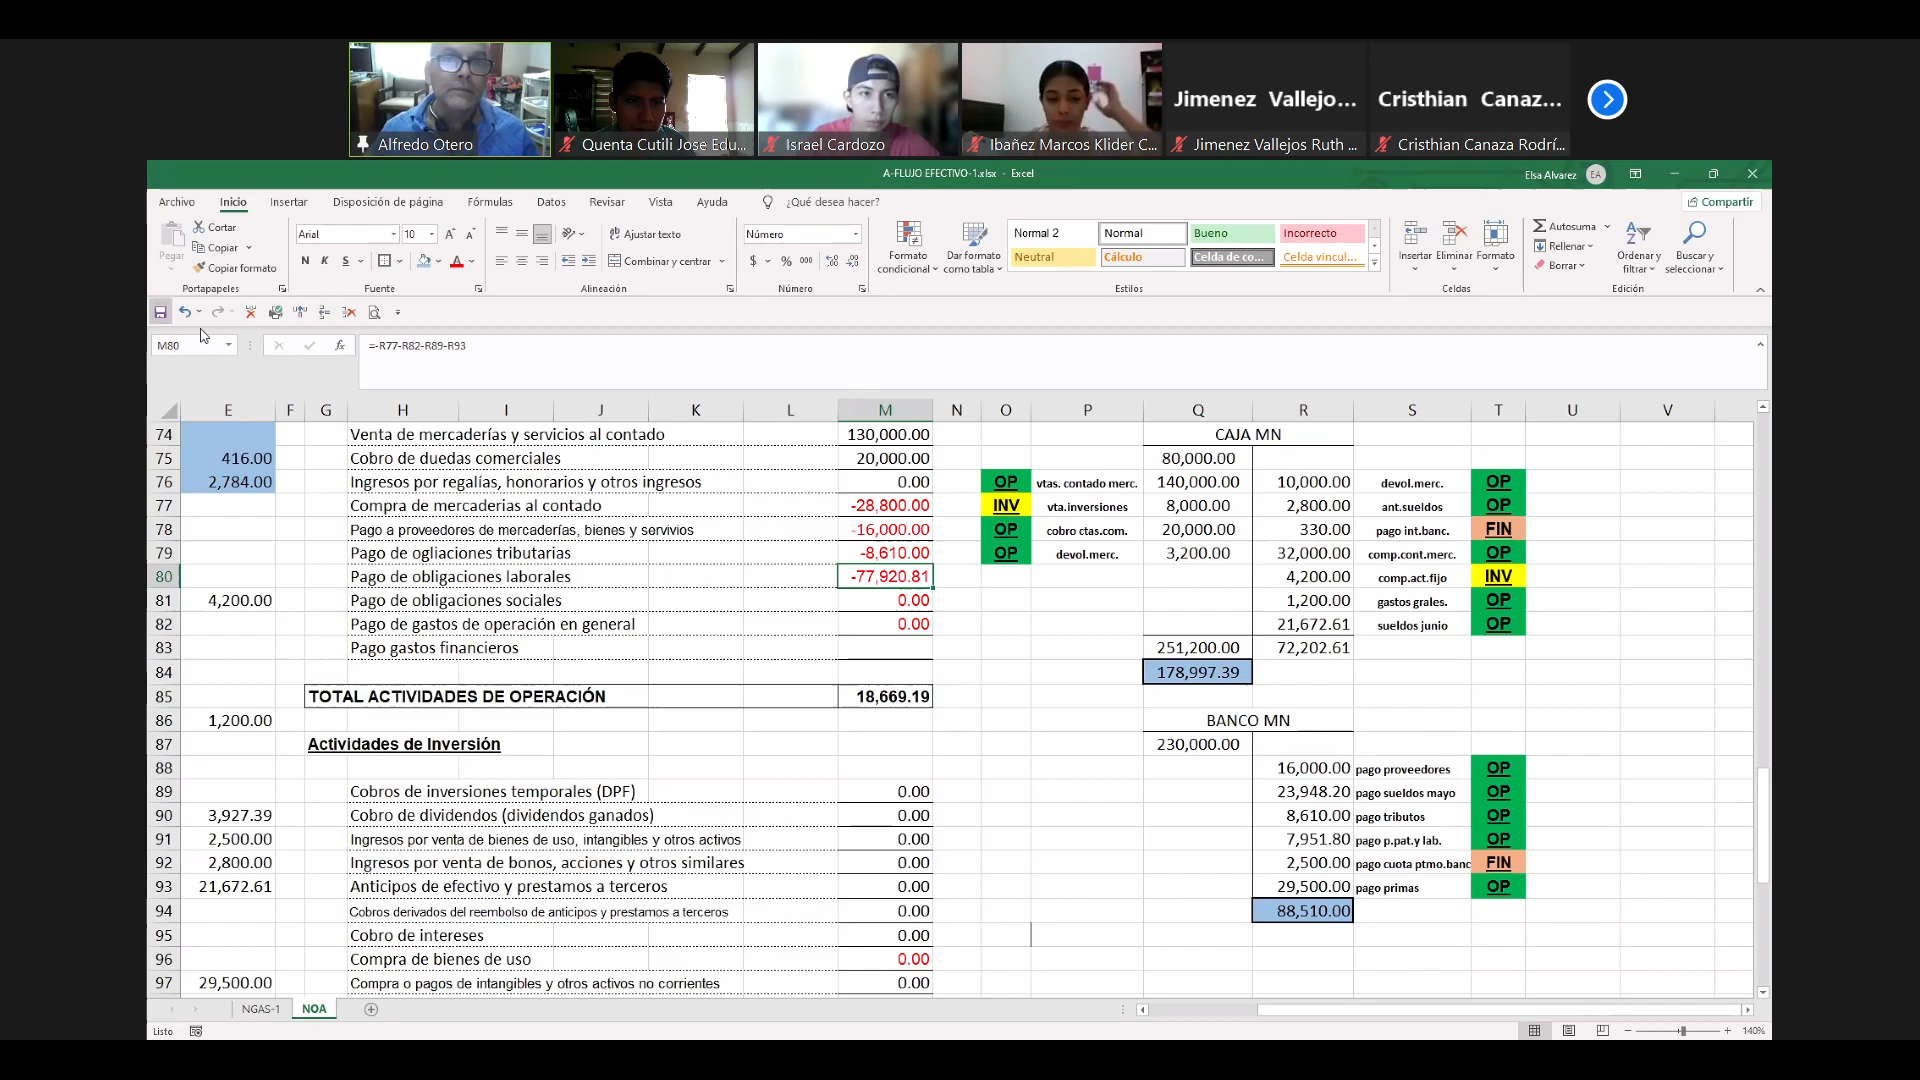 Alfredo Otero
Quenta Cutili Jose Edu...
Israel Cardozo
Ibañez Marcos Klider C...
Jimenez Vallejo...
Jimenez Vallejos Ruth ...
Cristhian Canaz...
Cristhian Canaza Rodrí...
A-FLUJO EFECTIVO-1.xlsx - Excel
Elsa Alvarez EA
Archivo Inicio Insertar Disposición de página Fórmulas Datos Revisar Vista Ayuda ¿Qué desea hacer? Compartir
Pegar
Cortar
Copiar
Copiar formato
Portapapeles
Arial 10
N K S
Fuente
Ajustar texto
Combinar y centrar
Alineación
Número
$ % 000
Número
Formato condicional
Dar formato como tabla
Normal 2 Normal Bueno Incorrecto
Neutral Cálculo Celda de co... Celda vincul...
Estilos
Insertar Eliminar Formato
Celdas
Autosuma
Rellenar
Borrar
Ordenar y filtrar
Buscar y seleccionar
Edición
M80 fx =-R77-R82-R89-R93
E F G H I J K L M N O P Q R S T U V
74 Venta de mercaderías y servicios al contado 130,000.00 CAJA MN
75 416.00 Cobro de duedas comerciales 20,000.00 80,000.00
76 2,784.00 Ingresos por regalías, honorarios y otros ingresos 0.00 OP vtas. contado merc. 140,000.00 10,000.00 devol.merc. OP
77 Compra de mercaderias al contado -28,800.00 INV vta.inversiones 8,000.00 2,800.00 ant.sueldos OP
78 Pago a proveedores de mercaderías, bienes y servivios -16,000.00 OP cobro ctas.com. 20,000.00 330.00 pago int.banc. FIN
79 Pago de ogliaciones tributarias -8,610.00 OP devol.merc. 3,200.00 32,000.00 comp.cont.merc. OP
80 Pago de obligaciones laborales -77,920.81 4,200.00 comp.act.fijo INV
81 4,200.00 Pago de obligaciones sociales 0.00 1,200.00 gastos grales. OP
82 Pago de gastos de operación en general 0.00 21,672.61 sueldos junio OP
83 Pago gastos financieros 251,200.00 72,202.61
84 178,997.39
85 TOTAL ACTIVIDADES DE OPERACIÓN 18,669.19
86 1,200.00 BANCO MN
87 Actividades de Inversión 230,000.00
88 16,000.00 pago proveedores OP
89 Cobros de inversiones temporales (DPF) 0.00 23,948.20 pago sueldos mayo OP
90 3,927.39 Cobro de dividendos (dividendos ganados) 0.00 8,610.00 pago tributos OP
91 2,500.00 Ingresos por venta de bienes de uso, intangibles y otros activos 0.00 7,951.80 pago p.pat.y lab. OP
92 2,800.00 Ingresos por venta de bonos, acciones y otros similares 0.00 2,500.00 pago cuota ptmo.banc FIN
93 21,672.61 Anticipos de efectivo y prestamos a terceros 0.00 29,500.00 pago primas OP
94 Cobros derivados del reembolso de anticipos y prestamos a terceros 0.00 88,510.00
95 Cobro de intereses 0.00
96 Compra de bienes de uso 0.00
97 29,500.00 Compra o pagos de intangibles y otros activos no corrientes 0.00
NGAS-1 NOA
Listo 140%